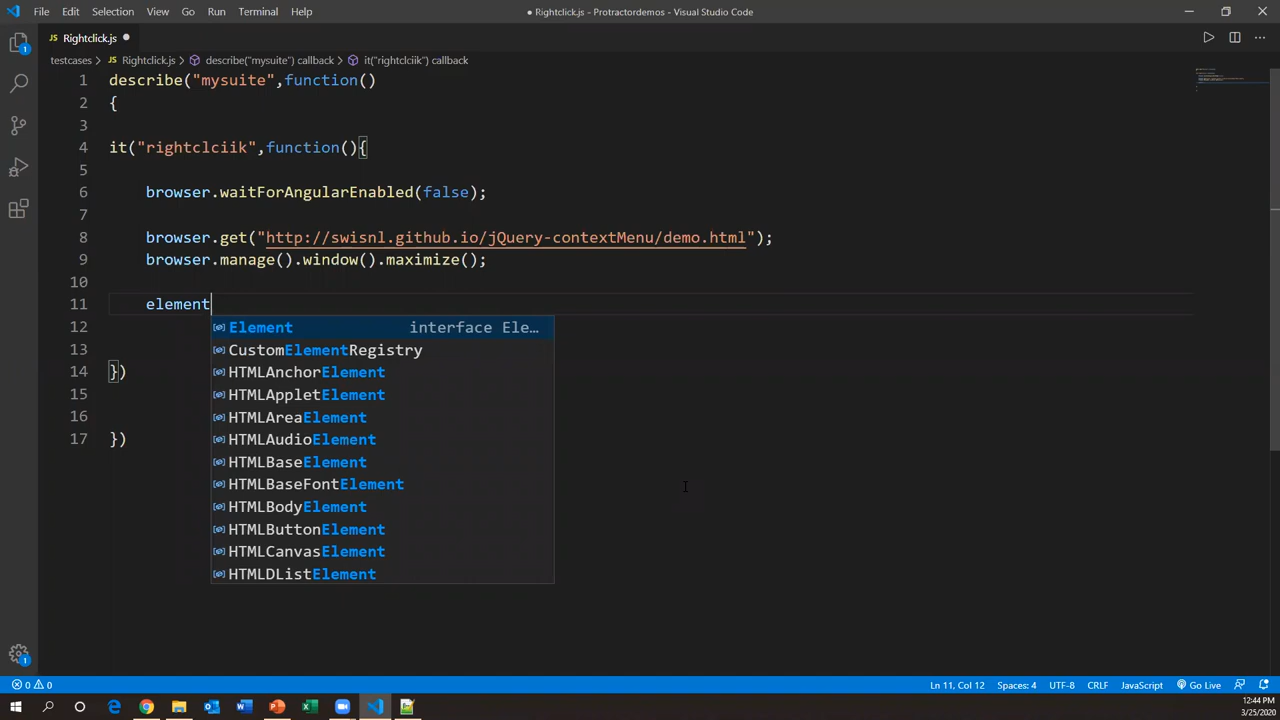 File Edit Selection View Go Run Terminal Help
● Rightclick.js - Protractordemos - Visual Studio Code
JS Rightclick.js ●
testcases > JS Rightclick.js > describe("mysuite") callback > it("rightclciik") callback
1 describe("mysuite",function()
2 {
3
4 it("rightclciik",function(){
5
6 browser.waitForAngularEnabled(false);
7
8 browser.get("http://swisnl.github.io/jQuery-contextMenu/demo.html");
9 browser.manage().window().maximize();
10
11 element
12
13
14 })
15
16
17 })
Element interface Ele…
CustomElementRegistry
HTMLAnchorElement
HTMLAppletElement
HTMLAreaElement
HTMLAudioElement
HTMLBaseElement
HTMLBaseFontElement
HTMLBodyElement
HTMLButtonElement
HTMLCanvasElement
HTMLDListElement
1
1
0 0
Ln 11, Col 12 Spaces: 4 UTF-8 CRLF JavaScript Go Live
12:44 PM
3/25/2020